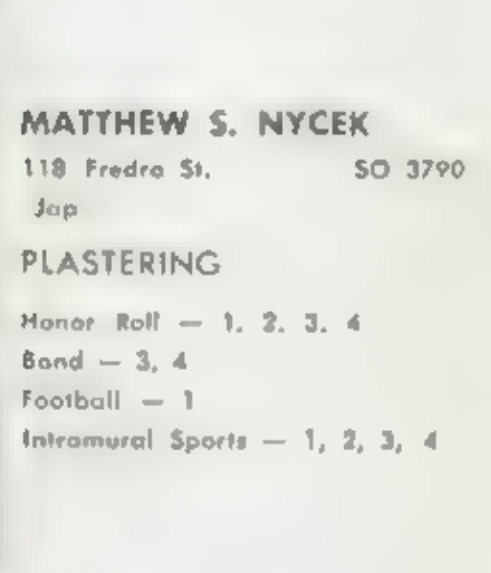 MATTHEW S. NYCEK
118 Fredro St. SO 3790
Jap
PLASTERING
Honor Roll — 1. 2. 3. 4
Band — 3, 4
Football — 1
Intramural Sports — 1, 2, 3, 4